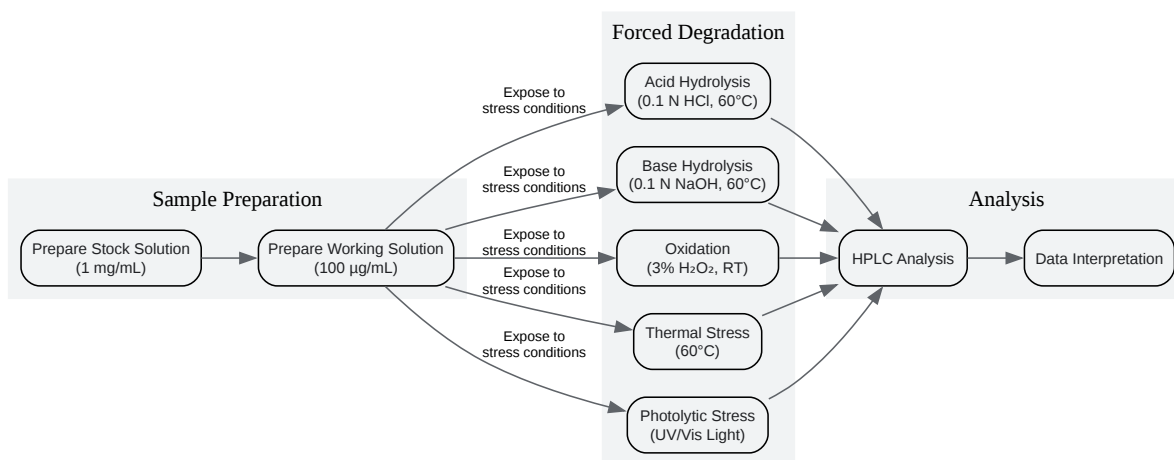 Forced Degradation
Expose to
stress conditions
Acid Hydrolysis
(0.1 N HCl, 60°C)
Expose to
stress conditions
Base Hydrolysis
(0.1 N NaOH, 60°C)
Sample Preparation
Analysis
Prepare Stock Solution
(1 mg/mL)
Prepare Working Solution
(100 µg/mL)
Expose to
stress conditions
Oxidation
(3% H₂O₂, RT)
HPLC Analysis
Data Interpretation
Expose to
stress conditions
Thermal Stress
(60°C)
Expose to
stress conditions
Photolytic Stress
(UV/Vis Light)